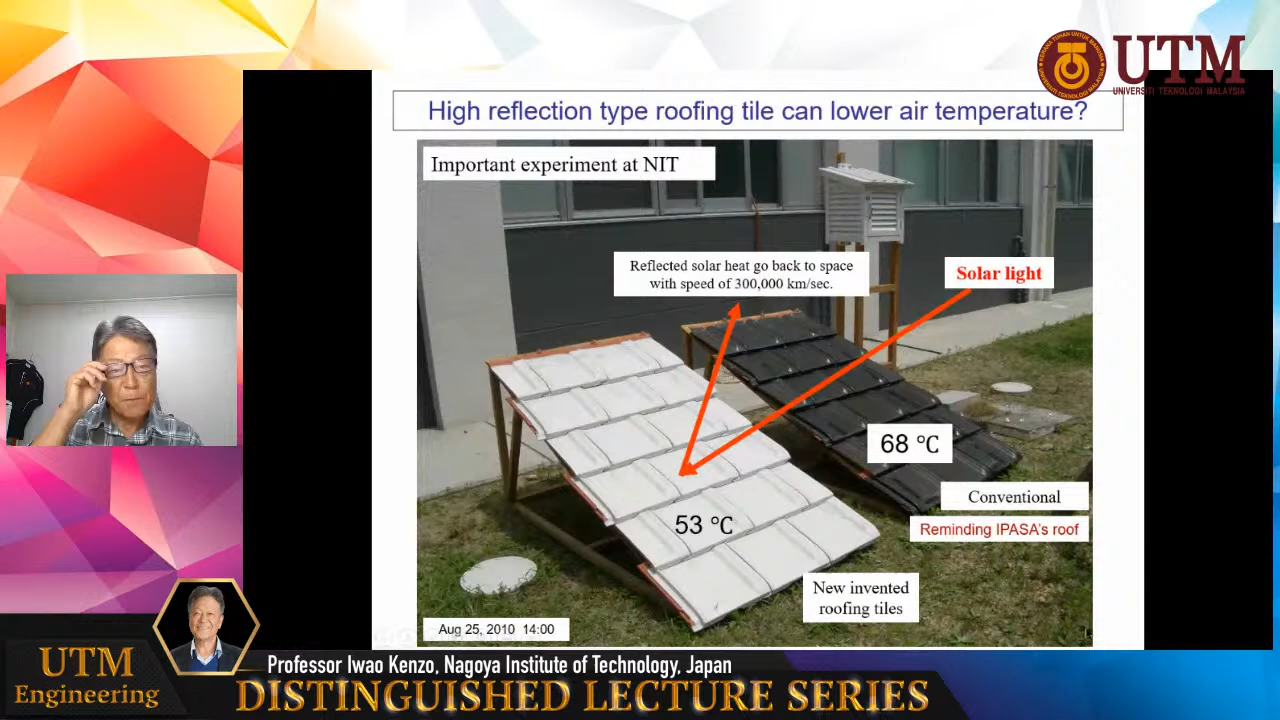 UTM
UNIVERSITI TEKNOLOGI MALAYSIA
High reflection type roofing tile can lower air temperature?
Important experiment at NIT
Reflected solar heat go back to space
with speed of 300,000 km/sec.
Solar light
68 ℃
Conventional
53 ℃
Reminding IPASA's roof
New invented
roofing tiles
Aug 25, 2010 14:00
UTM
Engineering
Professor Iwao Kenzo, Nagoya Institute of Technology, Japan
DISTINGUISHED LECTURE SERIES